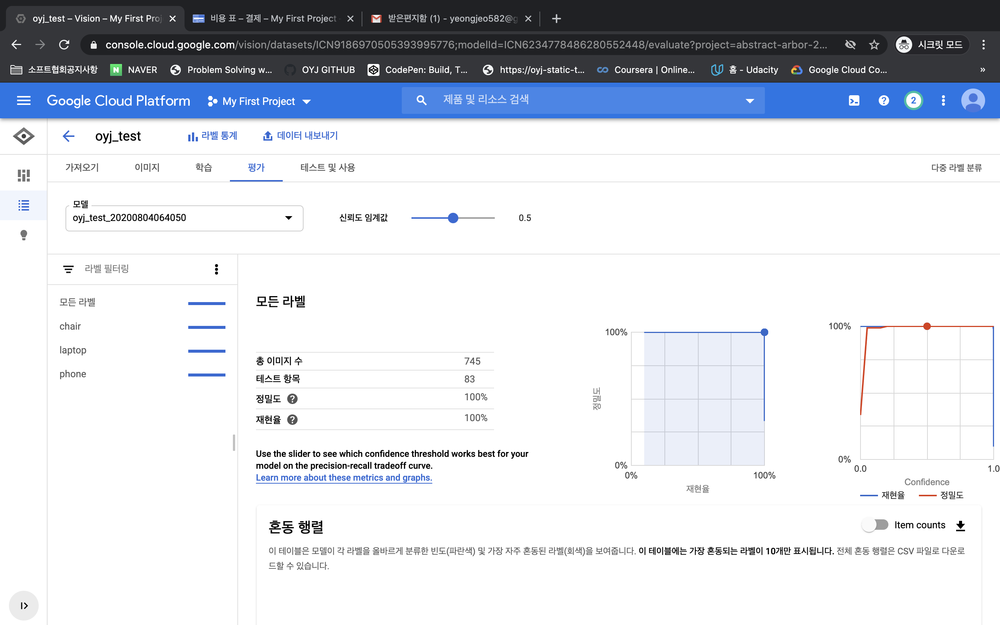 oyj_test – Vision – My First Proj
비용 표 – 결제 – My First Project
받은편지함 (1) - yeongjeo582@g
console.cloud.google.com/vision/datasets/ICN9186970505393995776;modelId=ICN6234778486280552448/evaluate?project=abstract-arbor-2...
시크릿 모드
소프트협회공지사항
NAVER
Problem Solving w...
OYJ GITHUB
CodePen: Build, T...
https://oyj-static-t...
Coursera | Online...
홈 - Udacity
Google Cloud Co...
»
Google Cloud Platform
My First Project
제품 및 리소스 검색
2
oyj_test
라벨 통계
데이터 내보내기
가져오기
이미지
학습
평가
테스트 및 사용
다중 라벨 분류
모델
oyj_test_20200804064050
신뢰도 임계값
0.5
라벨 필터링
모든 라벨
chair
laptop
phone
모든 라벨
총 이미지 수 745
테스트 항목 83
정밀도 100%
재현율 100%
Use the slider to see which confidence threshold works best for your
model on the precision-recall tradeoff curve.
Learn more about these metrics and graphs.
100%
정밀도
0%
0%
100%
재현율
100%
0%
0.0
1.0
Confidence
재현율
정밀도
혼동 행렬
Item counts
이 테이블은 모델이 각 라벨을 올바르게 분류한 빈도(파란색) 및 가장 자주 혼동된 라벨(회색)을 보여줍니다. 이 테이블에는 가장 혼동되는 라벨이 10개만 표시됩니다. 전체 혼동 행렬은 CSV 파일로 다운로
드할 수 있습니다.